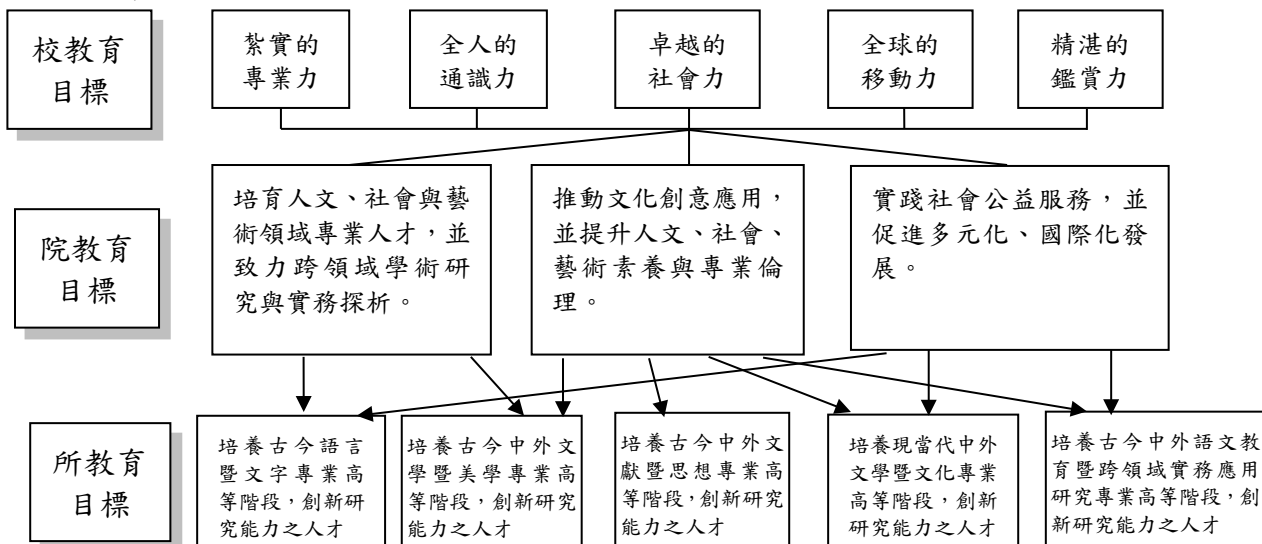 校教育
目標
紮實的
專業力
全人的
通識力
卓越的
社會力
全球的
移動力
精湛的
鑑賞力
院教育
目標
培育人文、社會與藝
術領域專業人才，並
致力跨領域學術研
究與實務探析。
推動文化創意應用，
並提升人文、社會、
藝術素養與專業倫
理。
實踐社會公益服務，並
促進多元化、國際化發
展。
所教育
目標
培養古今語言
暨文字專業高
等階段，創新研
究能力之人才
培養古今中外文
學暨美學專業高
等階段，創新研究
能力之人才
培養古今中外文
獻暨思想專業高
等階段，創新研究
能力之人才
培養現當代中外
文學暨文化專業
高等階段，創新
研究能力之人才
培養古今中外語文教
育暨跨領域實務應用
研究專業高等階段，創
新研究能力之人才